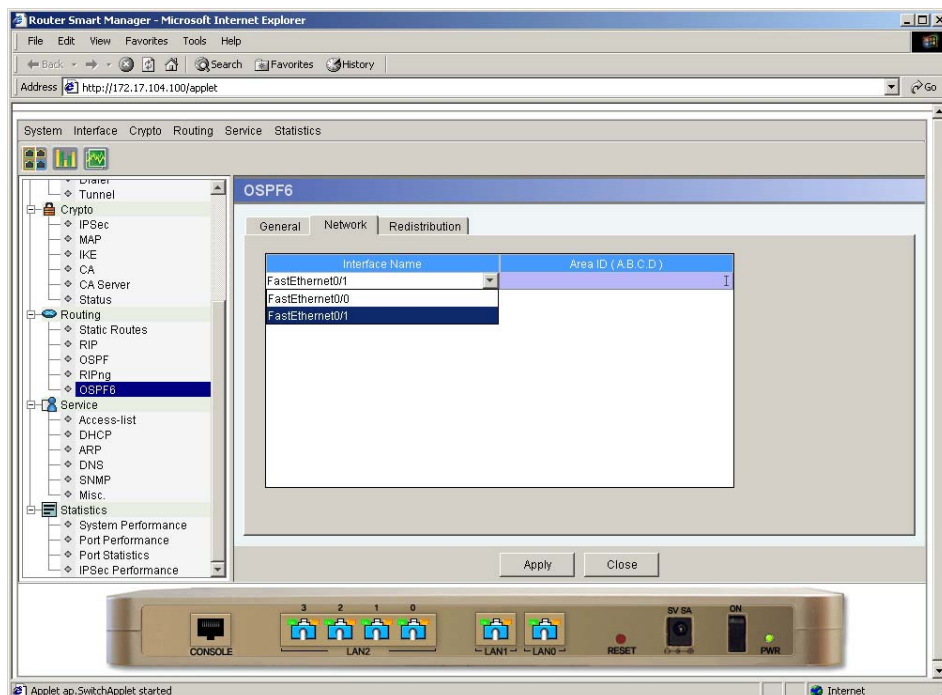 Router Smart Manager - Microsoft Internet Explorer
File Edit View Favorites Tools Help
Back Search Favorites History
Address http://172.17.104.100/applet Go
System Interface Crypto Routing Service Statistics
Dialer
Tunnel
Crypto
IPSec
MAP
IKE
CA
CA Server
Status
Routing
Static Routes
RIP
OSPF
RIPng
OSPF6
Service
Access-list
DHCP
ARP
DNS
SNMP
Misc.
Statistics
System Performance
Port Performance
Port Statistics
IPSec Performance
OSPF6
General Network Redistribution
Interface Name Area ID ( A.B.C.D )
FastEthernet0/1
FastEthernet0/0
FastEthernet0/1
Apply Close
3 2 1 0
CONSOLE LAN2 LAN1 LAN0 RESET 5V 5A ON PWR
Applet ap.SwitchApplet started Internet